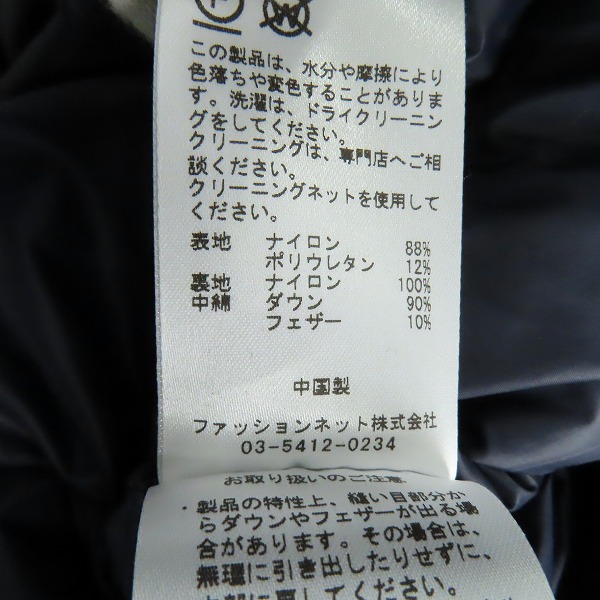 P
W
この製品は、水分や摩擦により
色落ちや変色することがありま
す。洗濯は、ドライクリーニン
グをしてください。
クリーニングは、専門店へご相
談ください。
クリーニングネットを使用して
ください。
表地 ナイロン 88%
ポリウレタン 12%
裏地 ナイロン 100%
中綿 ダウン 90%
フェザー 10%
中国製
ファッションネット株式会社
03-5412-0234
お取り扱いのご注意
・製品の特性上、縫い目部分か
らダウンやフェザーが出る場
合があります。その場合は、
無理に引き出したりせずに、
内部に戻してください。